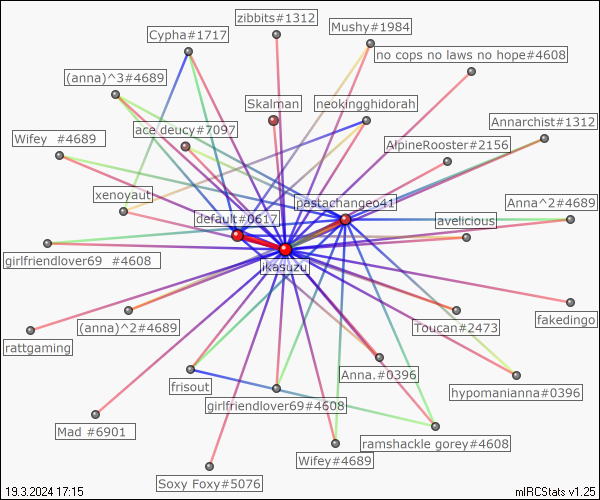 zibbits#1312
Mushy#1984
Cypha#1717
no cops no laws no hope#4608
(anna)^3#4689
Skalman
neokingghidorah
Annarchist#1312
ace deucy#7097
Wifey  #4689
AlpineRooster#2156
xenoyaut
pastachangeo41
Anna^2#4689
default#0617
avelicious
girlfriendlover69  #4608
jikasuzu
fakedingo
(anna)^2#4689
Toucan#2473
rattgaming
Anna.#0396
frisout
hypomanianna#0396
girlfriendlover69#4608
Mad #6901
ramshackle gorey#4608
Wifey#4689
Soxy Foxy#5076
19.3.2024 17:15
mIRCStats v1.25